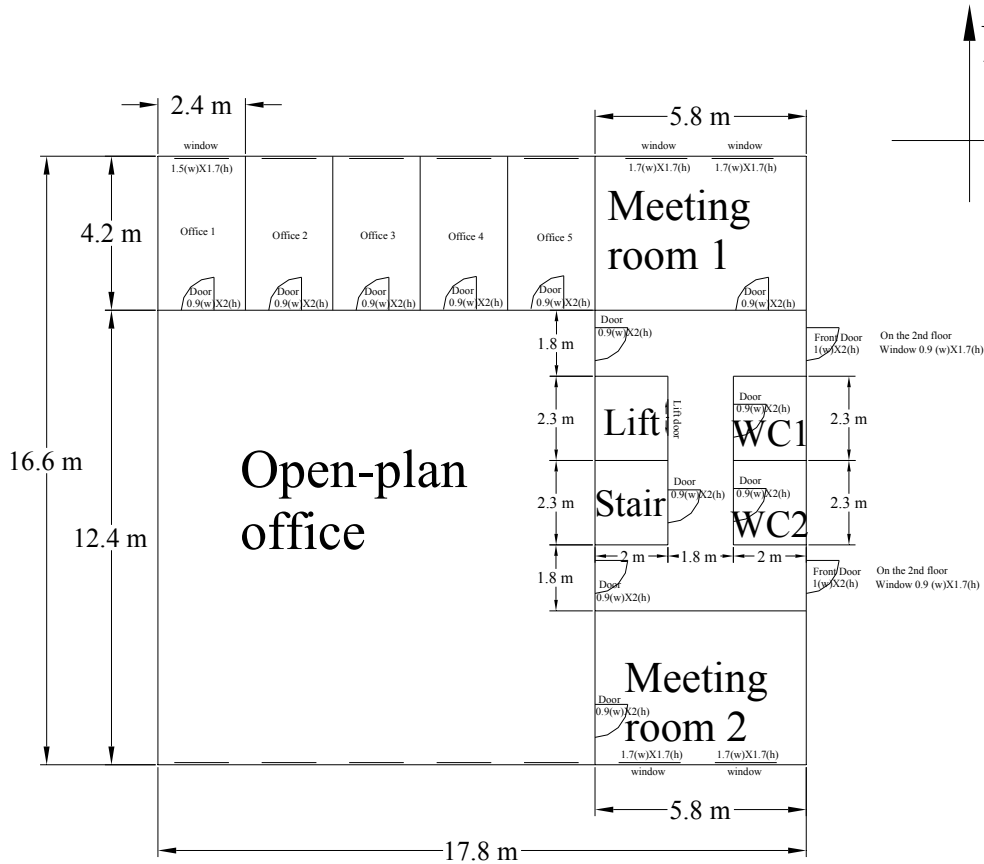 2.4 m
5.8 m
window
window
window
1.5(w)X1.7(h)
1.7(w)X1.7(h)
1.7(w)X1.7(h)
Meeting
room 1
4.2 m
Office 1
Office 2
Office 3
Office 4
Office 5
Door
0.9(w)X2(h)
Door
0.9(w)X2(h)
Door
0.9(w)X2(h)
Door
0.9(w)X2(h)
Door
0.9(w)X2(h)
Door
0.9(w)X2(h)
Door
0.9(w)X2(h)
1.8 m
Front Door
1(w)X2(h)
On the 2nd floor
Window 0.9 (w)X1.7(h)
2.3 m
Lift
Lift door
Door
0.9(w)X2(h)
WC1
2.3 m
16.6 m
Open-plan
office
12.4 m
2.3 m
Stair
Door
0.9(w)X2(h)
Door
0.9(w)X2(h)
WC2
2.3 m
2 m
1.8 m
2 m
1.8 m
Door
0.9(w)X2(h)
Front Door
1(w)X2(h)
On the 2nd floor
Window 0.9 (w)X1.7(h)
Meeting
room 2
Door
0.9(w)X2(h)
1.7(w)X1.7(h)
1.7(w)X1.7(h)
window
window
5.8 m
17.8 m